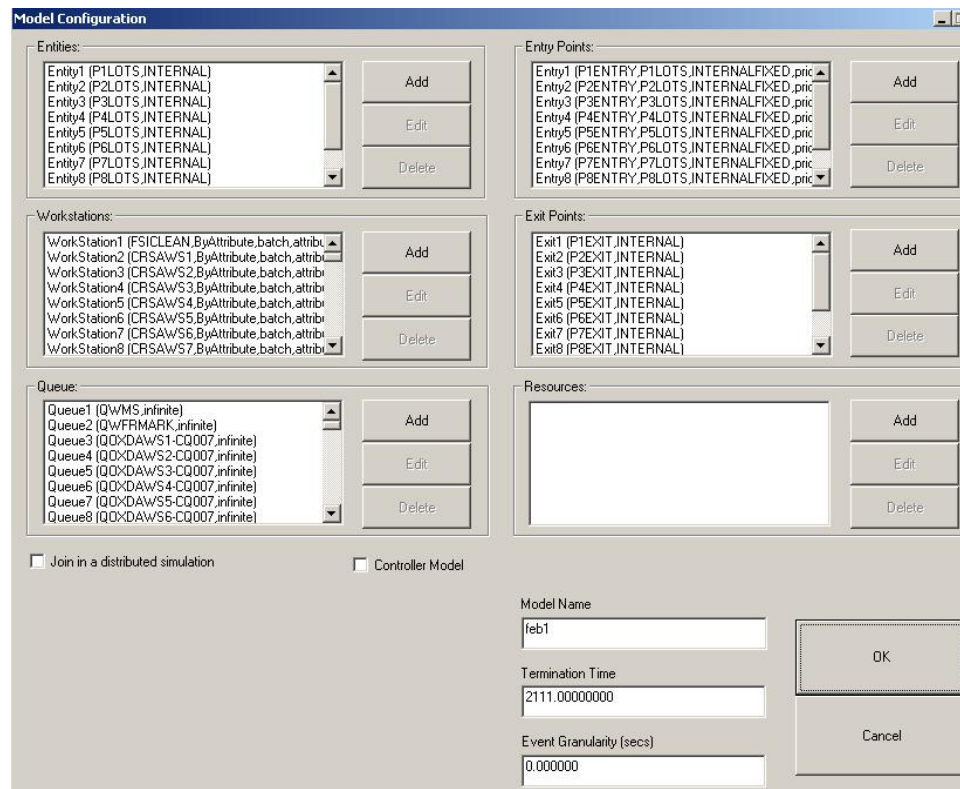 Model Configuration
Entities:
Entity1 (P1LOTS,INTERNAL)
Entity2 (P2LOTS,INTERNAL)
Entity3 (P3LOTS,INTERNAL)
Entity4 (P4LOTS,INTERNAL)
Entity5 (P5LOTS,INTERNAL)
Entity6 (P6LOTS,INTERNAL)
Entity7 (P7LOTS,INTERNAL)
Entity8 (P8LOTS,INTERNAL)
Add
Edit
Delete
Entry Points:
Entry1 (P1ENTRY,P1LOTS,INTERNALFIXED,pric
Entry2 (P2ENTRY,P2LOTS,INTERNALFIXED,pric
Entry3 (P3ENTRY,P3LOTS,INTERNALFIXED,pric
Entry4 (P4ENTRY,P4LOTS,INTERNALFIXED,pric
Entry5 (P5ENTRY,P5LOTS,INTERNALFIXED,pric
Entry6 (P6ENTRY,P6LOTS,INTERNALFIXED,pric
Entry7 (P7ENTRY,P7LOTS,INTERNALFIXED,pric
Entry8 (P8ENTRY,P8LOTS,INTERNALFIXED,pric
Add
Edit
Delete
Workstations:
WorkStation1 (FSICLEAN,ByAttribute,batch,attribu
WorkStation2 (CRSAWS1,ByAttribute,batch,attrib
WorkStation3 (CRSAWS2,ByAttribute,batch,attrib
WorkStation4 (CRSAWS3,ByAttribute,batch,attrib
WorkStation5 (CRSAWS4,ByAttribute,batch,attrib
WorkStation6 (CRSAWS5,ByAttribute,batch,attrib
WorkStation7 (CRSAWS6,ByAttribute,batch,attrib
WorkStation8 (CRSAWS7,ByAttribute,batch,attrib
Add
Edit
Delete
Exit Points:
Exit1 (P1EXIT,INTERNAL)
Exit2 (P2EXIT,INTERNAL)
Exit3 (P3EXIT,INTERNAL)
Exit4 (P4EXIT,INTERNAL)
Exit5 (P5EXIT,INTERNAL)
Exit6 (P6EXIT,INTERNAL)
Exit7 (P7EXIT,INTERNAL)
Exit8 (P8EXIT,INTERNAL)
Add
Edit
Delete
Queue:
Queue1 (QWMS,infinite)
Queue2 (QWFRMARK,infinite)
Queue3 (QOXDAWS1-CQ007,infinite)
Queue4 (QOXDAWS2-CQ007,infinite)
Queue5 (QOXDAWS3-CQ007,infinite)
Queue6 (QOXDAWS4-CQ007,infinite)
Queue7 (QOXDAWS5-CQ007,infinite)
Queue8 (QOXDAWS6-CQ007,infinite)
Add
Edit
Delete
Resources:
Add
Edit
Delete
Join in a distributed simulation
Controller Model
Model Name
feb1
Termination Time
2111.00000000
Event Granularity (secs)
0.000000
OK
Cancel